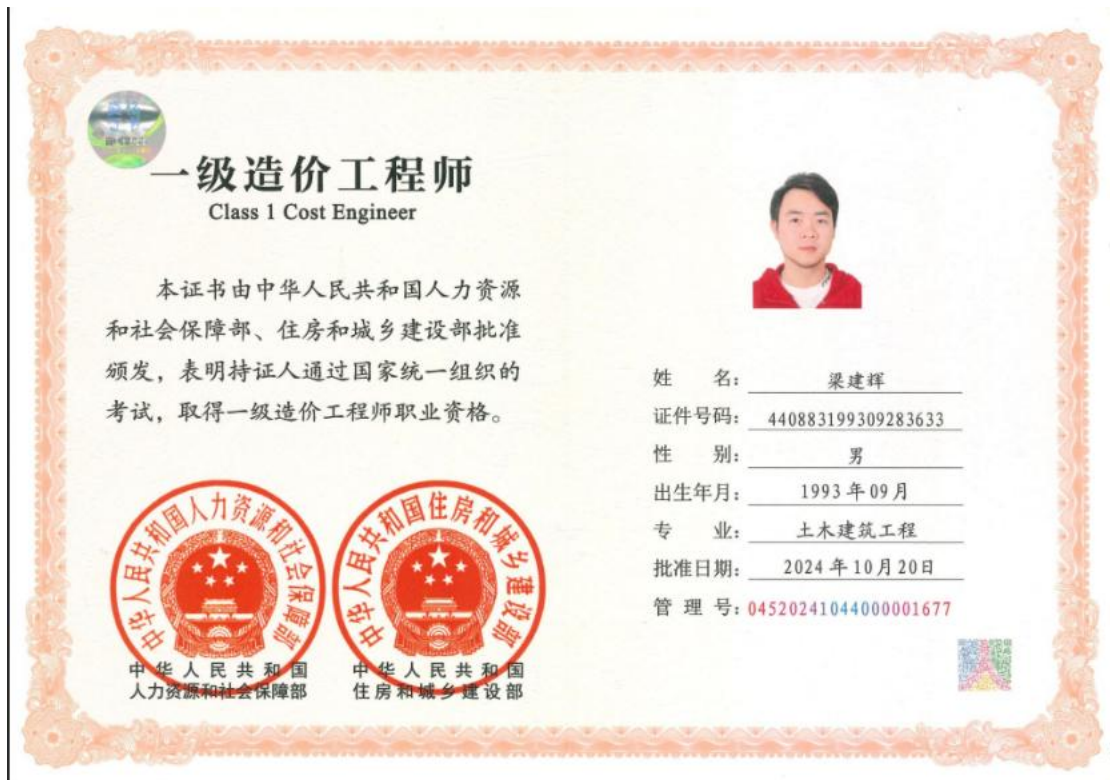 一级造价工程师
Class 1 Cost Engineer
本证书由中华人民共和国人力资源
和社会保障部、住房和城乡建设部批准
颁发，表明持证人通过国家统一组织的
考试，取得一级造价工程师职业资格。
中华人民共和国人力资源和社会保障部
中华人民共和国住房和城乡建设部
中华人民共和国
人力资源和社会保障部
中华人民共和国
住房和城乡建设部
姓 名：梁建辉
证件号码：440883199309283633
性 别：男
出生年月：1993年09月
专 业：土木建筑工程
批准日期：2024年10月20日
管 理 号：04520241044000001677